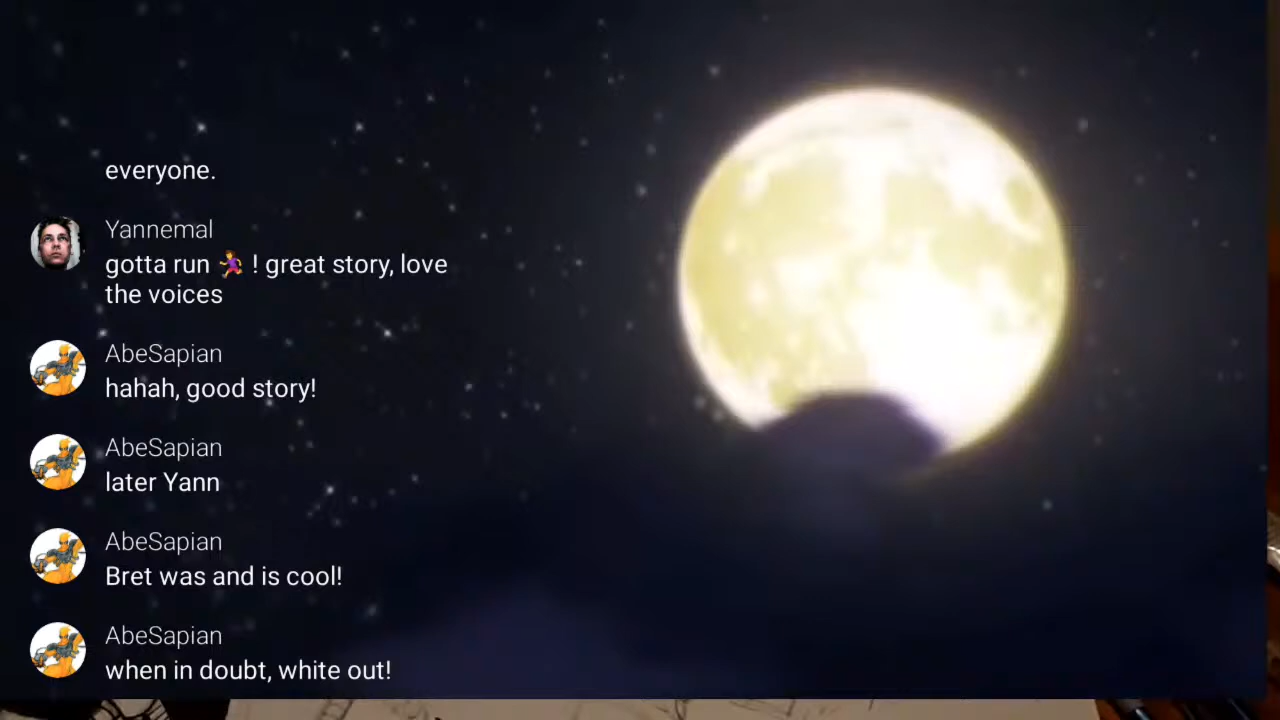 everyone.
Yannemal
gotta run 🏃‍♀️ ! great story, love
the voices
AbeSapian
hahah, good story!
AbeSapian
later Yann
AbeSapian
Bret was and is cool!
AbeSapian
when in doubt, white out!